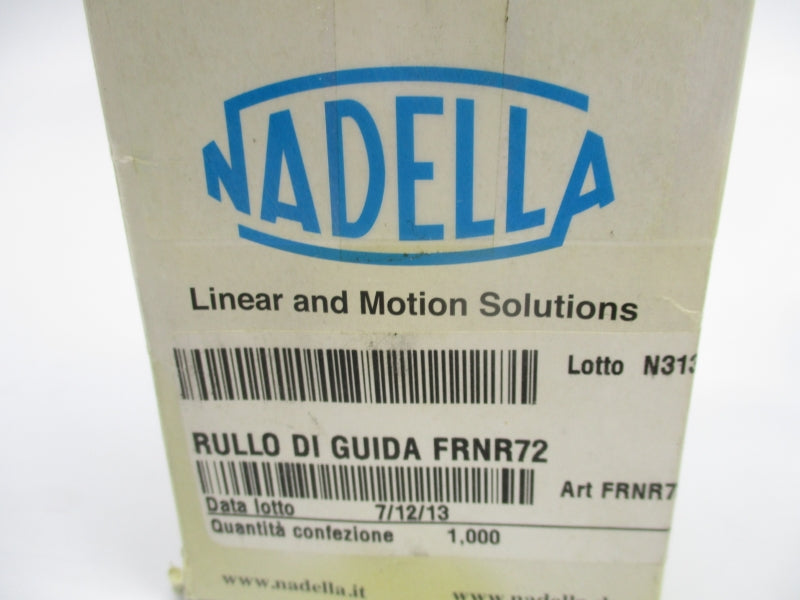 NADELLA
Linear and Motion Solutions
Lotto N313
RULLO DI GUIDA FRNR72
Art FRNR7
Data lotto 7/12/13
Quantità confezione 1,000
www.nadella.it